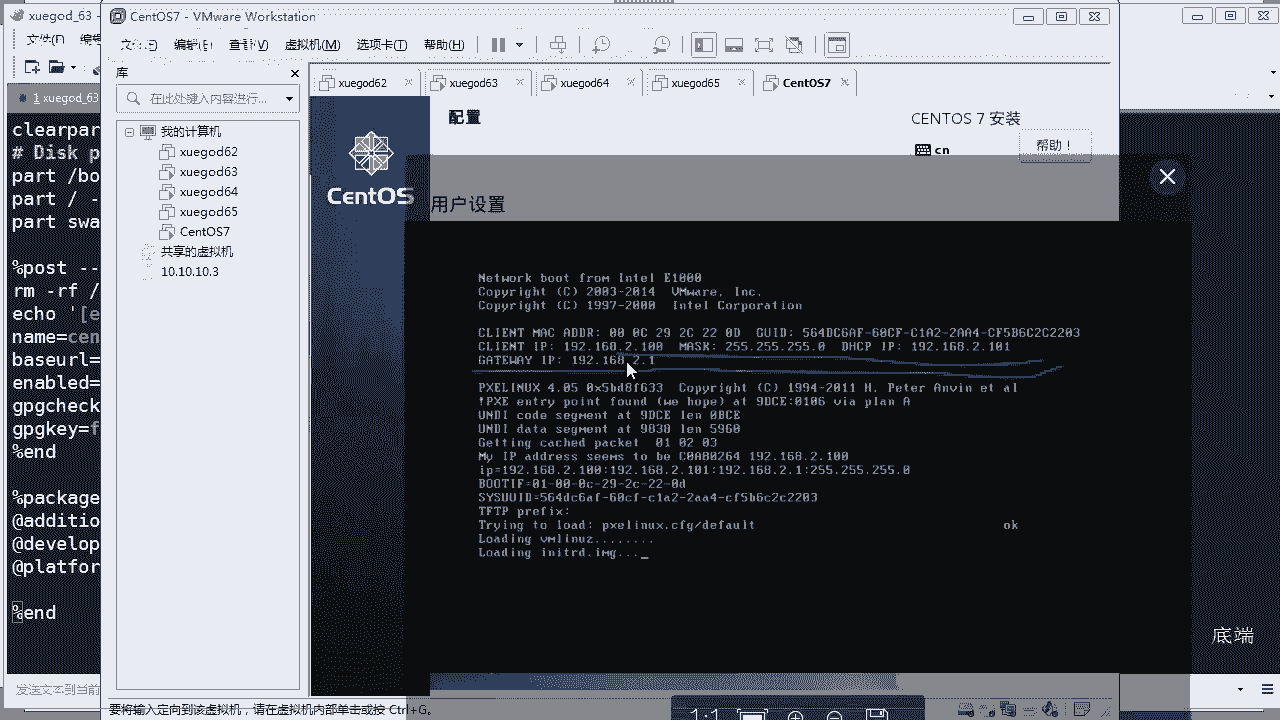 xuegod_63 -
CentOS7 - VMware Workstation
文件(F) 编辑
文件(F) 编辑(E) 查看(V) 虚拟机(M) 选项卡(T) 帮助(H)
1 xuegod_63
库
在此处键入内容进行...
我的计算机
xuegod62
xuegod63
xuegod64
xuegod65
CentOS7
共享的虚拟机
10.10.10.3
xuegod62
xuegod63
xuegod64
xuegod65
CentOS7
clearpar
# Disk p
part /bo
part / -
part swa
%post --
rm -rf /
echo '[e
name=cen
baseurl=
enabled=
gpgcheck
gpgkey=f
%end
%package
@additio
@develop
@platfor
%end
CentOS
配置
CENTOS 7 安装
cn
帮助！
用户设置
Network boot from Intel E1000
Copyright (C) 2003-2014 VMware, Inc.
Copyright (C) 1997-2000 Intel Corporation
CLIENT MAC ADDR: 00 0C 29 2C 22 0D GUID: 564DC6AF-60CF-C1A2-2AA4-CF5B6C2C2203
CLIENT IP: 192.168.2.100 MASK: 255.255.255.0 DHCP IP: 192.168.2.101
GATEWAY IP: 192.168.2.1
PXELINUX 4.05 0x5bd8f633 Copyright (C) 1994-2011 H. Peter Anvin et al
!PXE entry point found (we hope) at 9DCE:0106 via plan A
UNDI code segment at 9DCE len 0BCE
UNDI data segment at 9838 len 5960
Getting cached packet 01 02 03
My IP address seems to be C0A80264 192.168.2.100
ip=192.168.2.100:192.168.2.101:192.168.2.1:255.255.255.0
BOOTIF=01-00-0c-29-2c-22-0d
SYSUUID=564dc6af-60cf-c1a2-2aa4-cf5b6c2c2203
TFTP prefix:
Trying to load: pxelinux.cfg/default ok
Loading vmlinuz........
Loading initrd.img..._
底端
1:1
要将输入定向到该虚拟机，请在虚拟机内部单击或按 Ctrl+G。